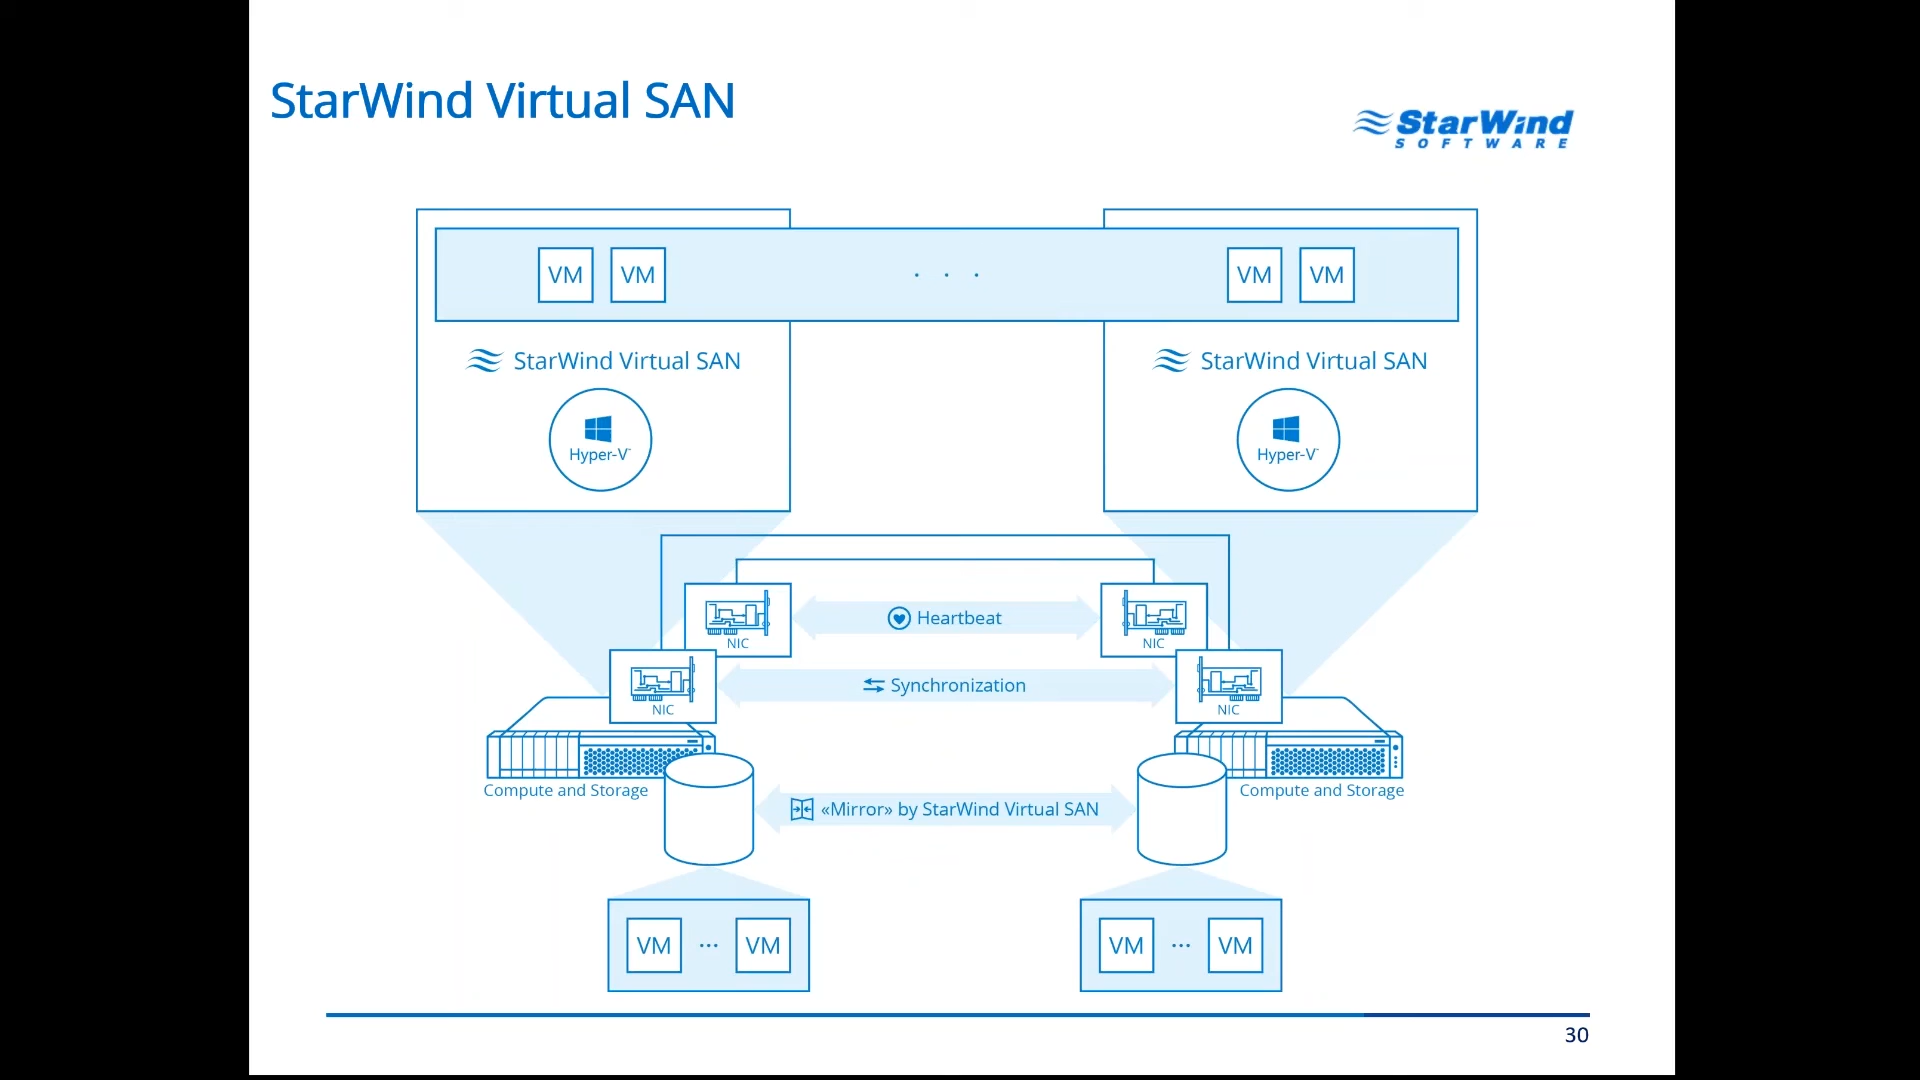 StarWind Virtual SAN
StarWind
SOFTWARE
VM VM . . . VM VM
StarWind Virtual SAN
StarWind Virtual SAN
Hyper-V
Hyper-V
Heartbeat
NIC
NIC
Synchronization
NIC
NIC
Compute and Storage
Compute and Storage
«Mirror» by StarWind Virtual SAN
VM ... VM
VM ... VM
30